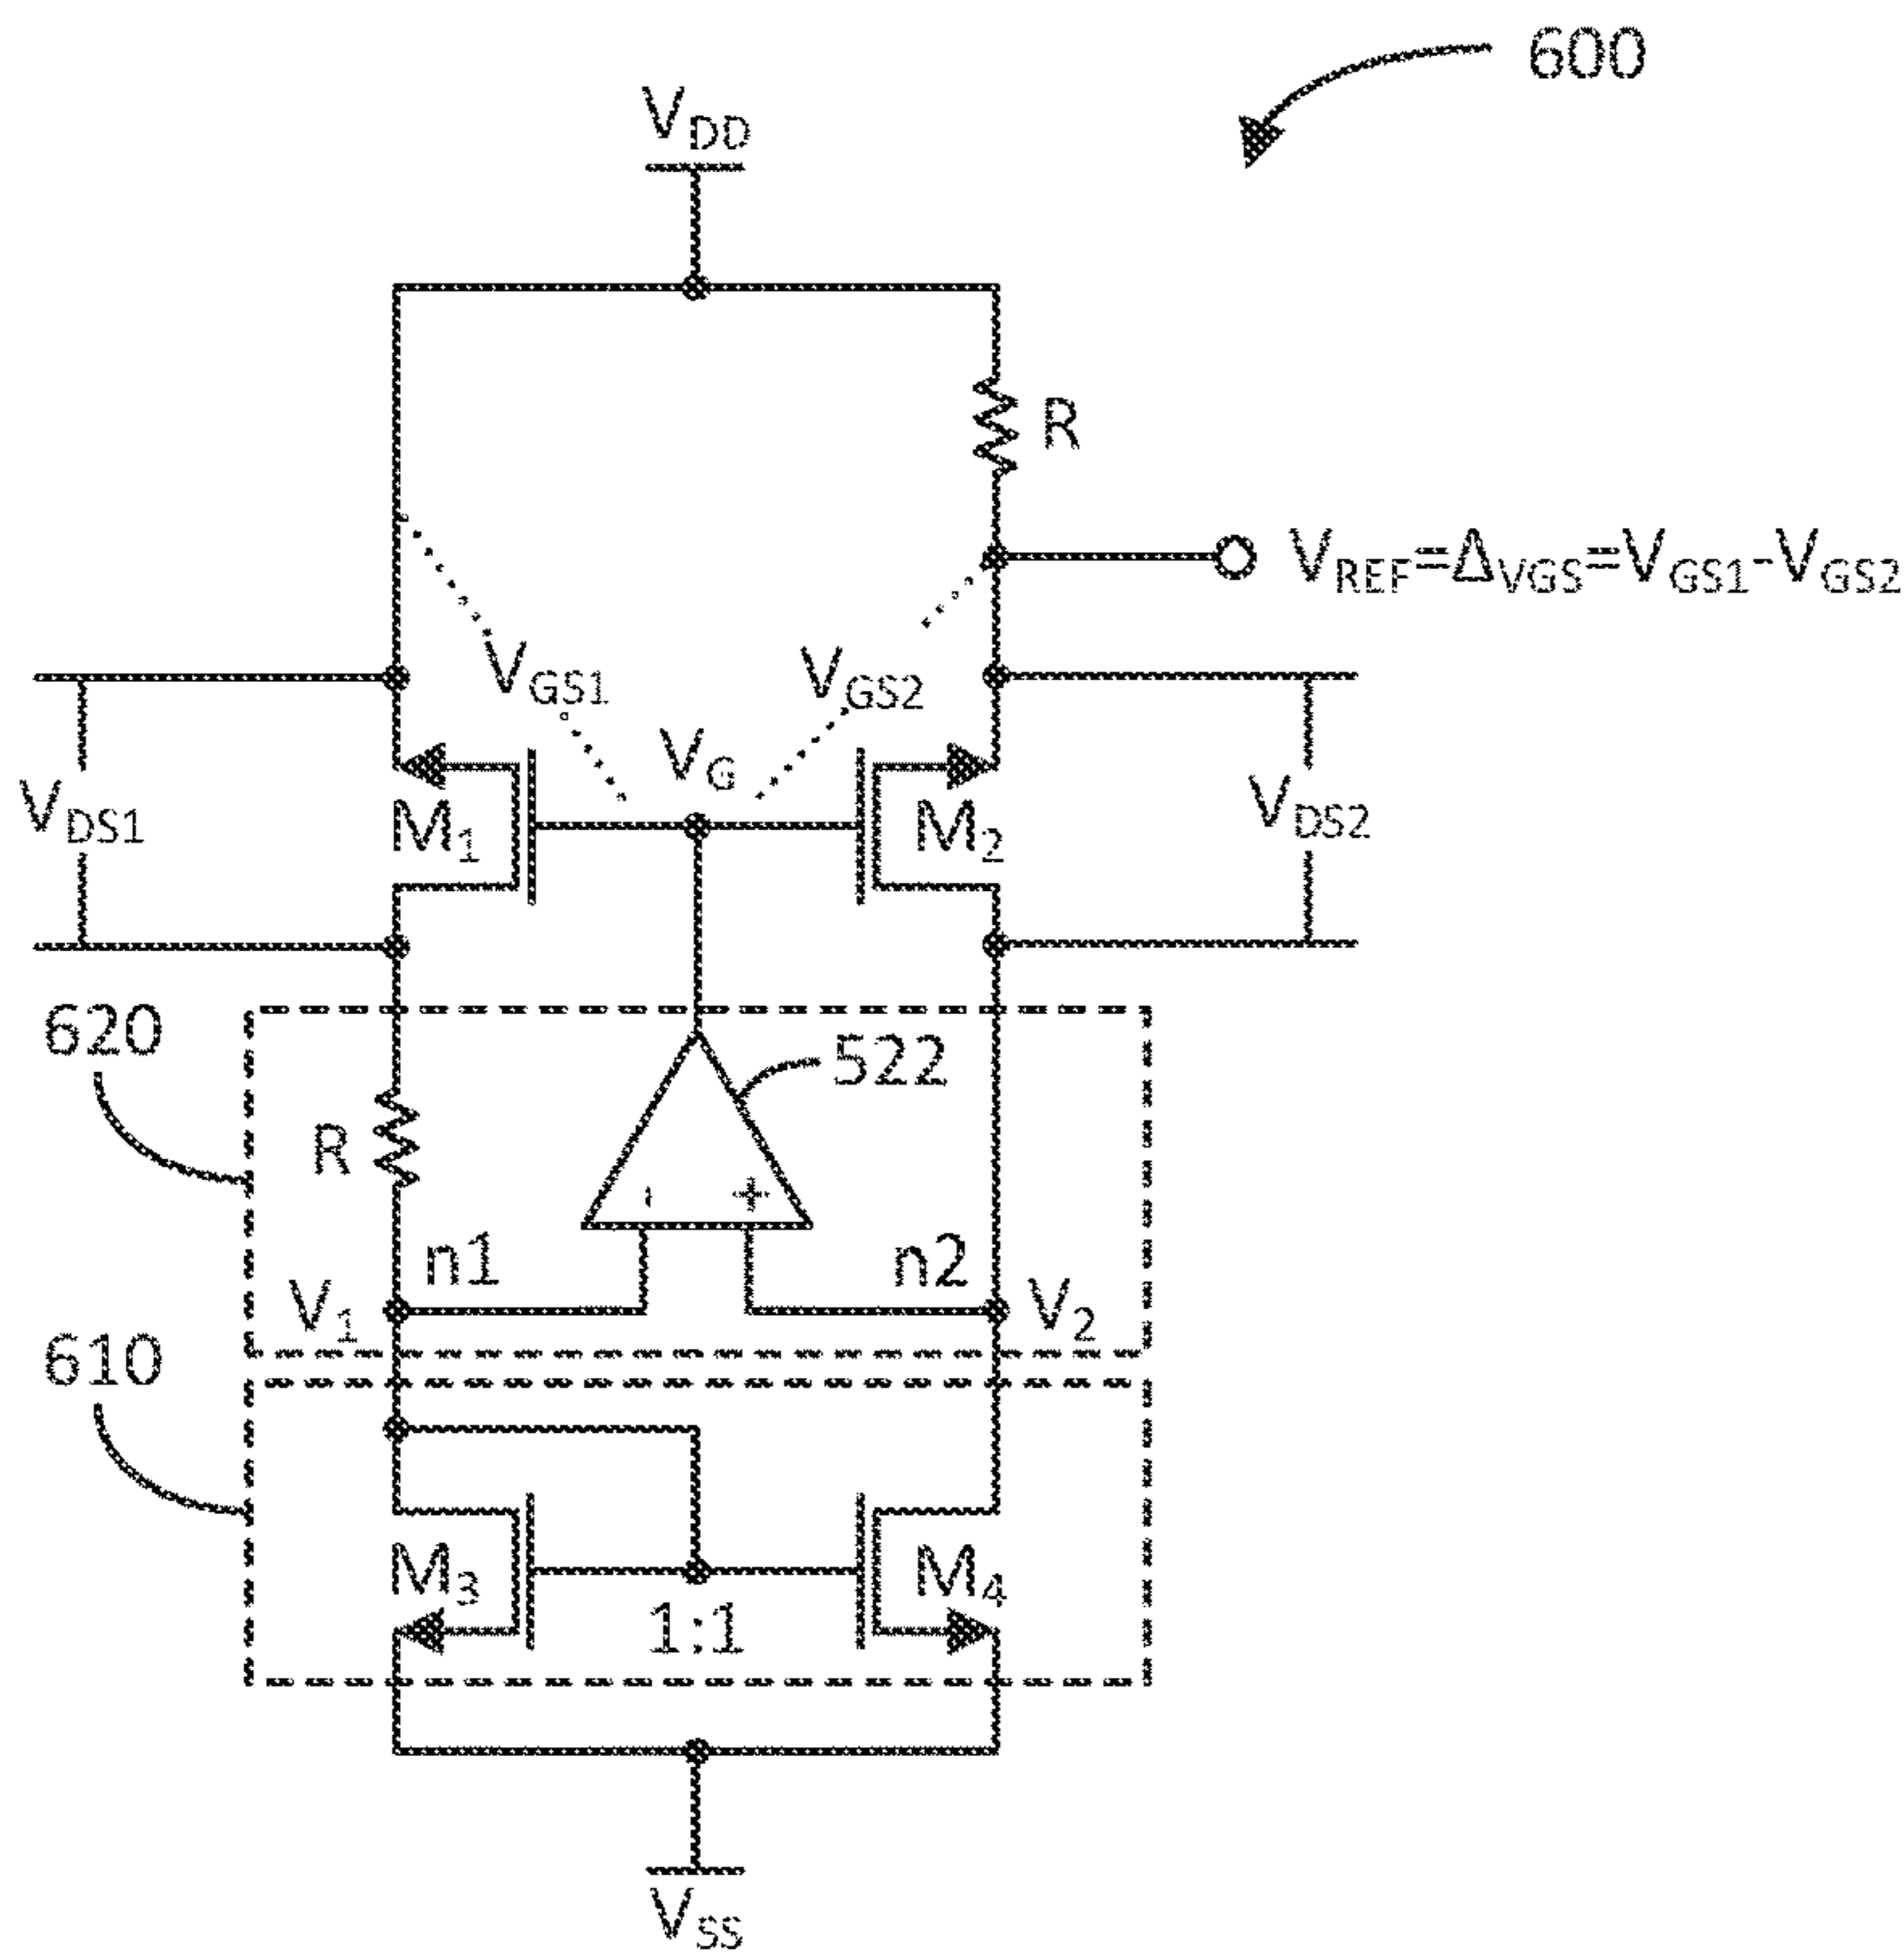 600
VDD
R
VREF=ΔVGS=VGS1-VGS2
VGS1
VGS2
VG
VDS1
M1
M2
VDS2
620
522
R
- +
n1
n2
V1
V2
610
M3
M4
1:1
VSS